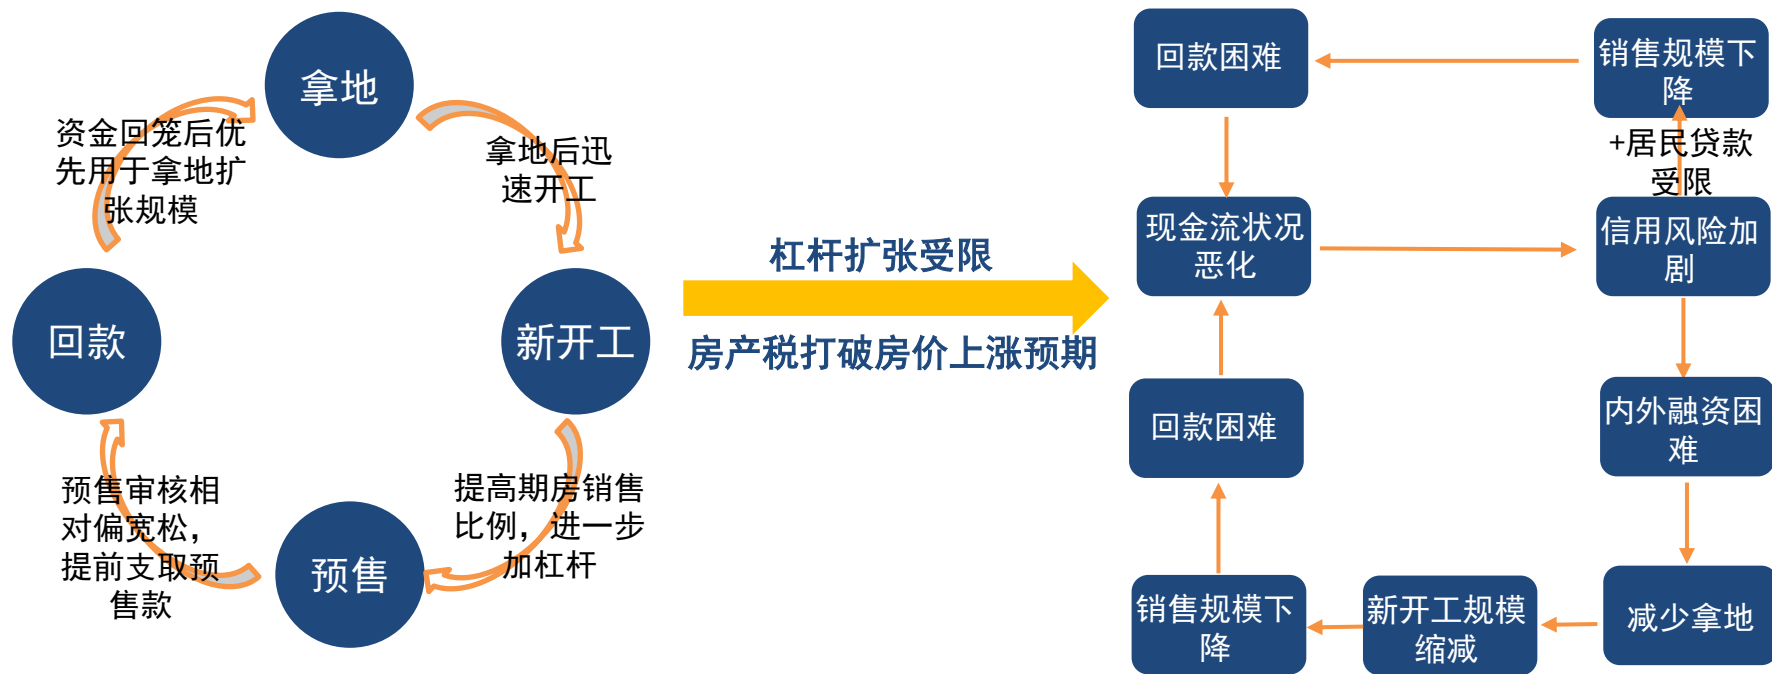 拿地
资金回笼后优
先用于拿地扩
张规模
拿地后迅
速开工
回款
新开工
预售审核相
对偏宽松，
提前支取预
售款
提高期房销售
比例，进一步
加杠杆
预售
杠杆扩张受限
房产税打破房价上涨预期
回款困难
销售规模下
降
+居民贷款
受限
现金流状况
恶化
信用风险加
剧
回款困难
内外融资困
难
销售规模下
降
新开工规模
缩减
减少拿地